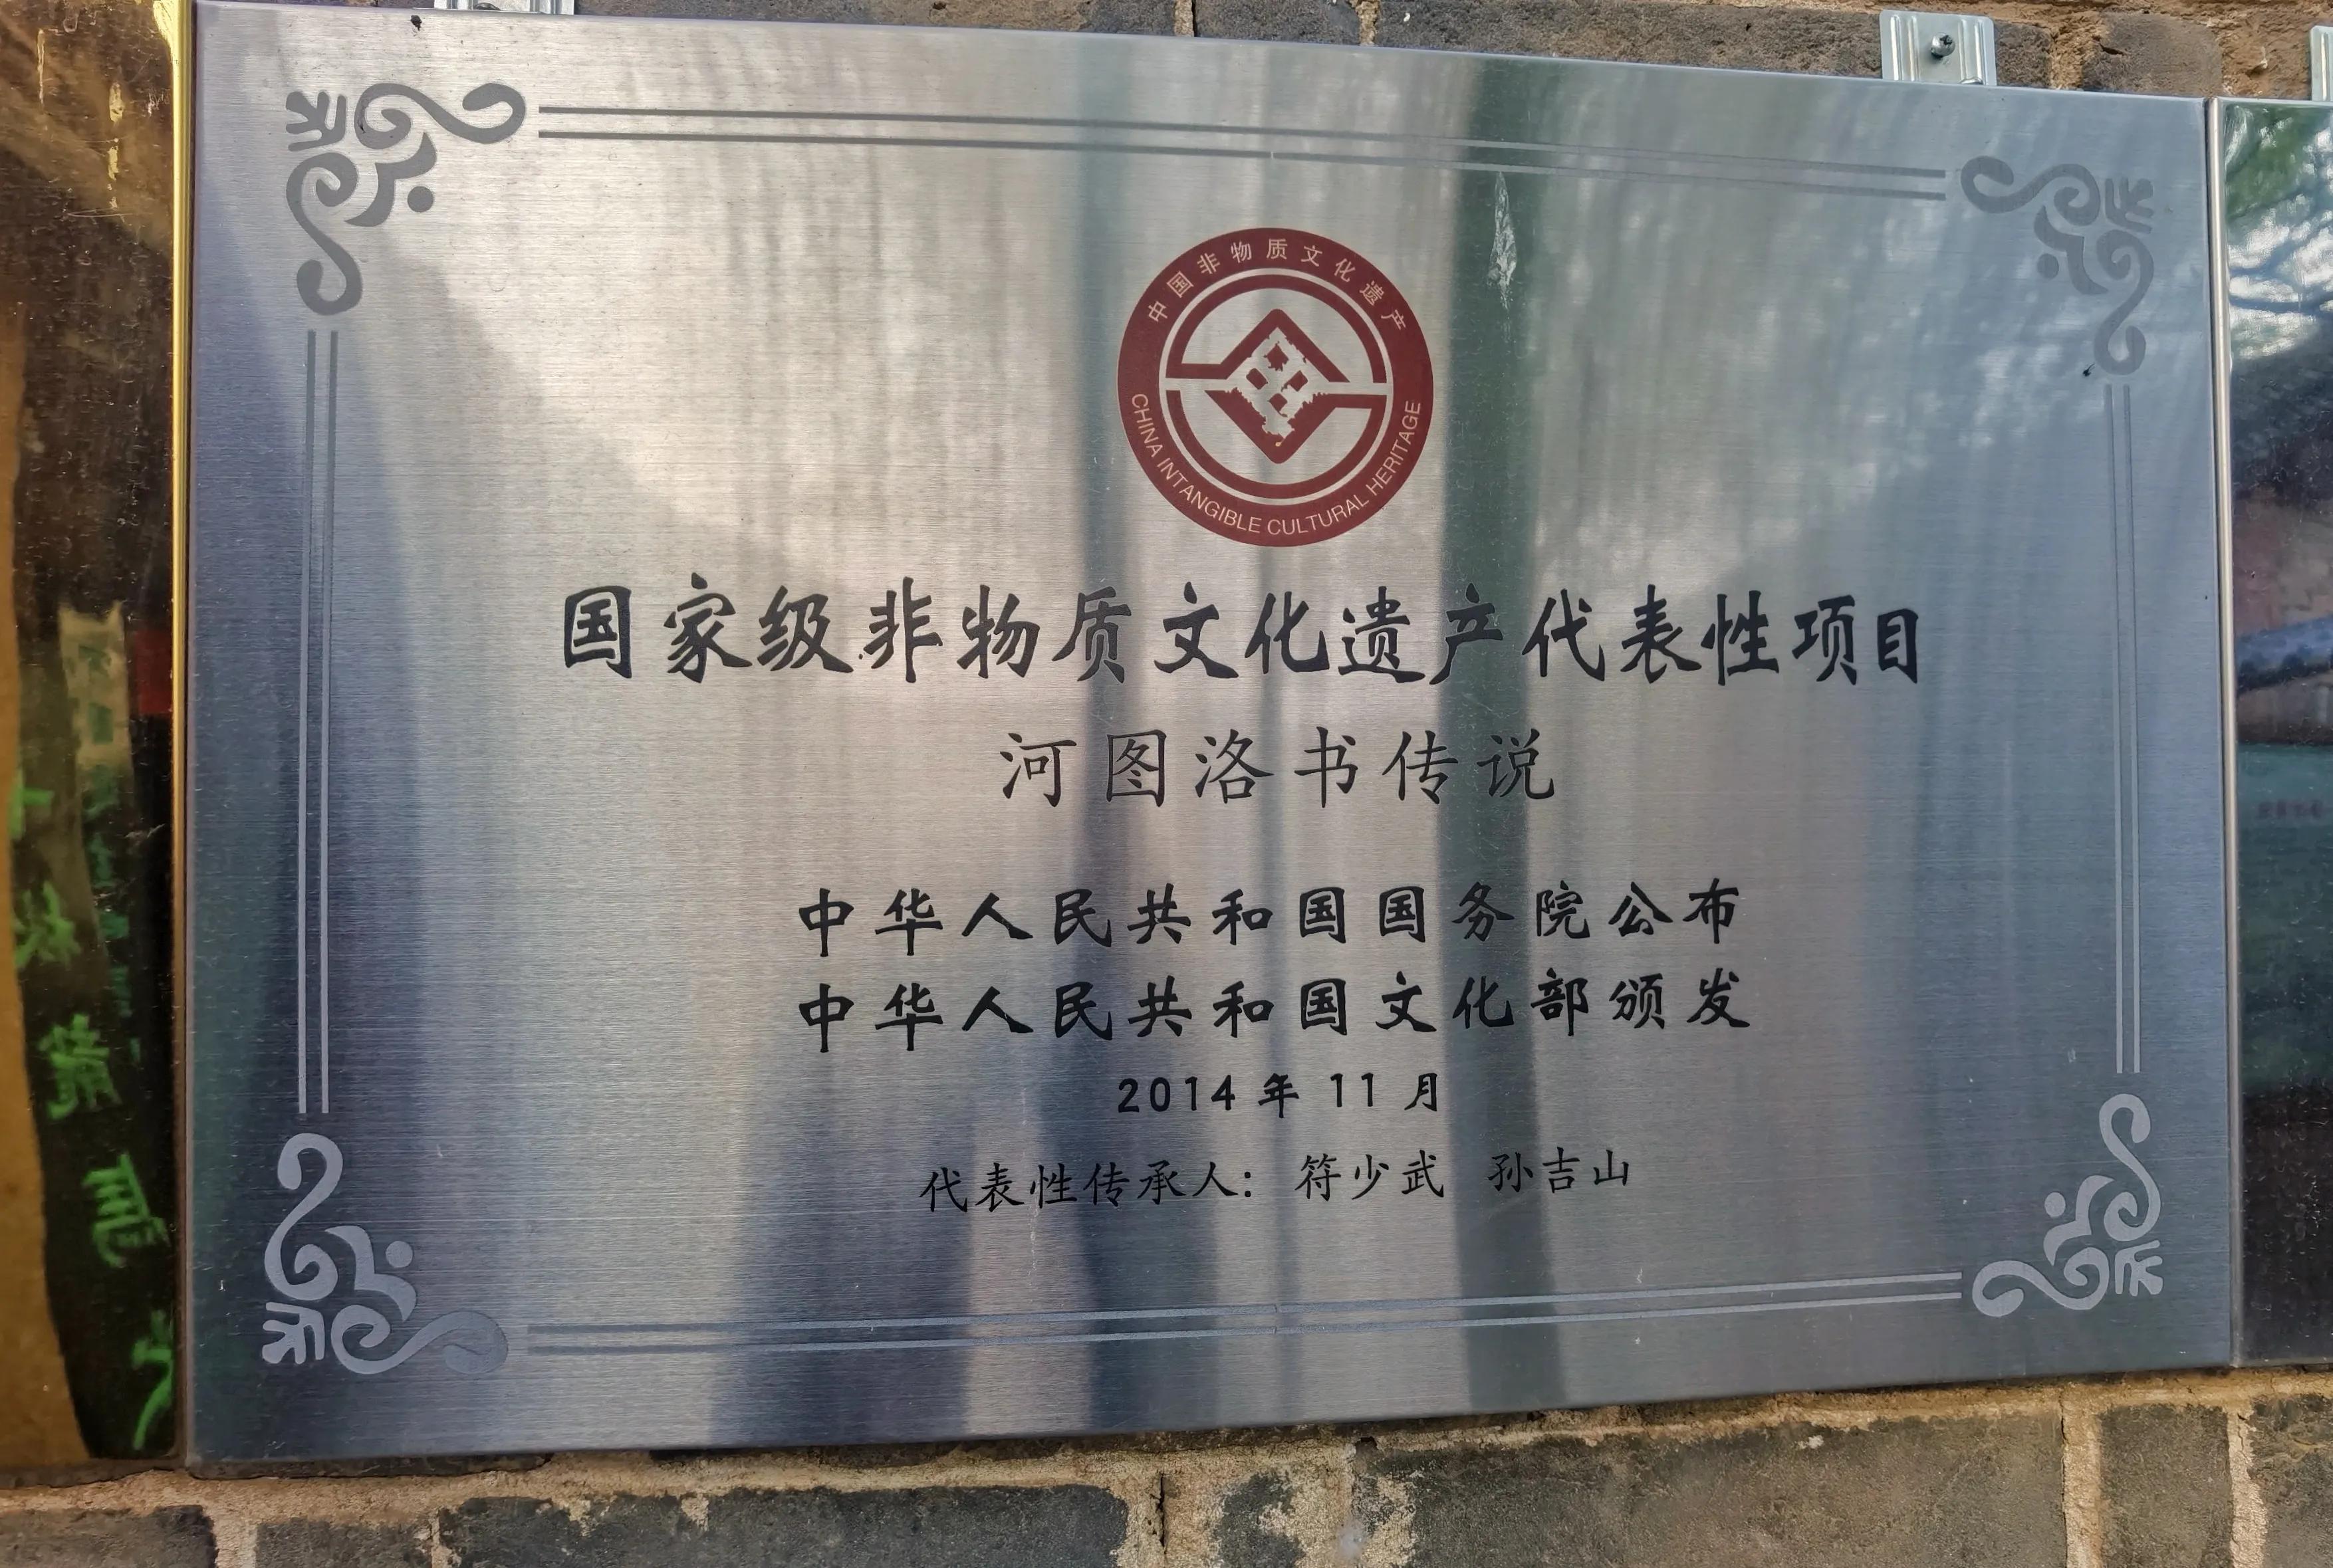 中国非物质文化遗产
CHINA INTANGIBLE CULTURAL HERITAGE
国家级非物质文化遗产代表性项目
河图洛书传说
中华人民共和国国务院公布
中华人民共和国文化部颁发
2014年11月
代表性传承人：符少武 孙吉山